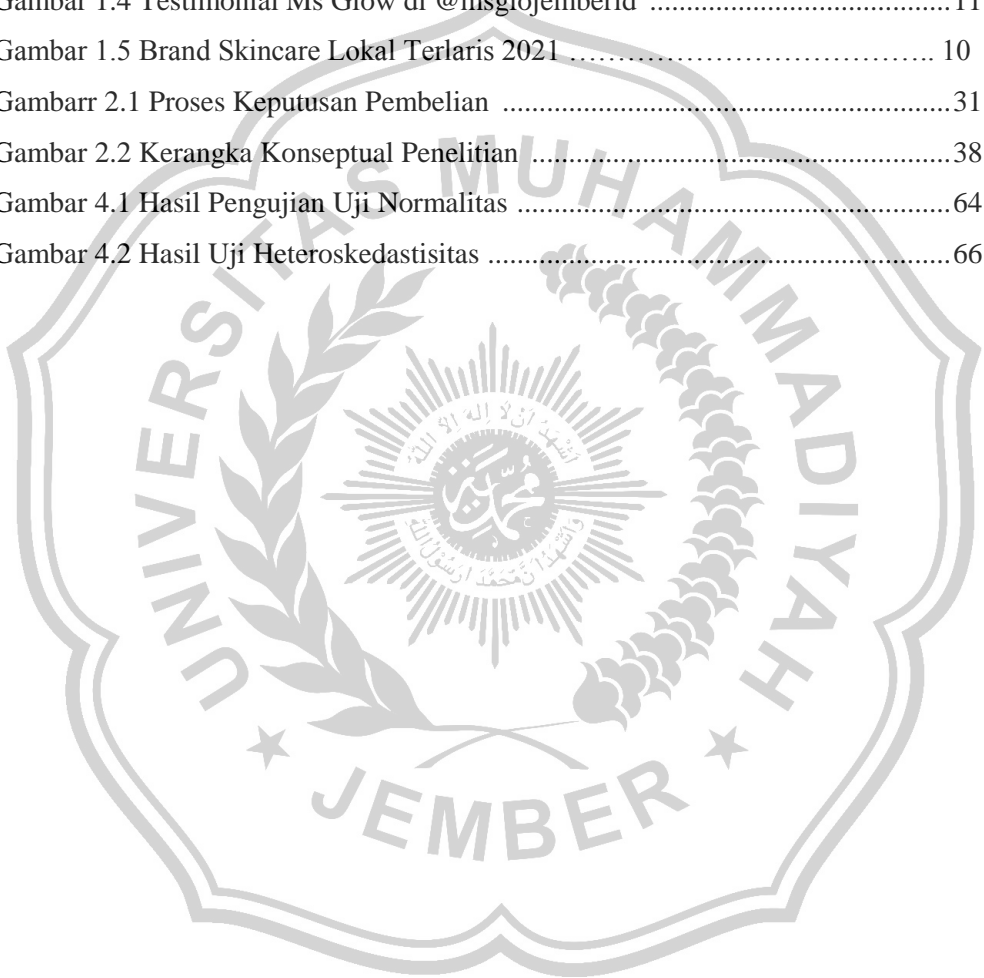 Gambar 1.4 Testimonial Ms Glow di @msglojemberid ........................................11
Gambar 1.5 Brand Skincare Lokal Terlaris 2021 ……………………………….. 10
Gambarr 2.1 Proses Keputusan Pembelian .............................................................31
Gambar 2.2 Kerangka Konseptual Penelitian .........................................................38
Gambar 4.1 Hasil Pengujian Uji Normalitas ...........................................................64
Gambar 4.2 Hasil Uji Heteroskedastisitas ...............................................................66
UNIVERSITAS MUHAMMADIYAH
JEMBER